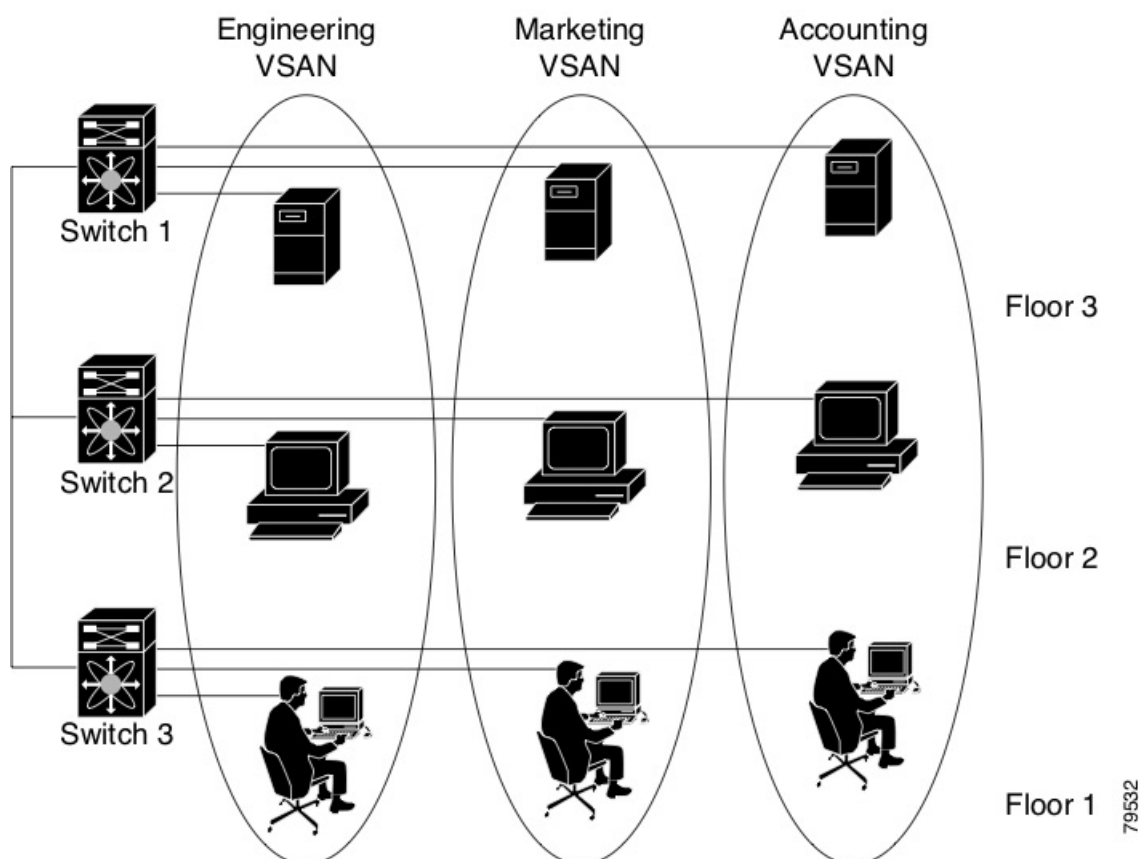 Engineering
VSAN
Marketing
VSAN
Accounting
VSAN
Switch 1
Floor 3
Switch 2
Floor 2
Switch 3
Floor 1
79532